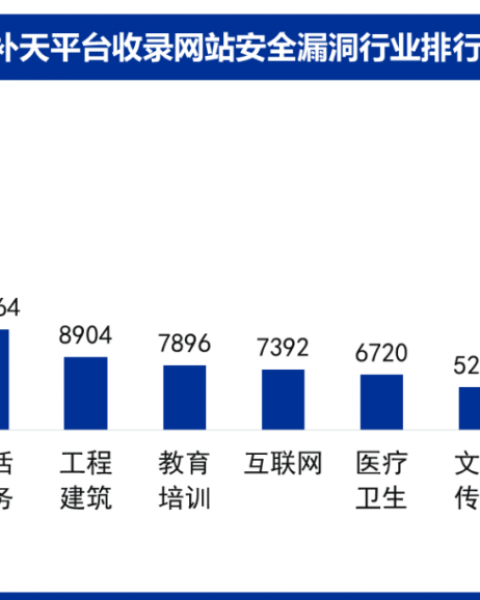 补天平台收录网站安全漏洞行业排行
64
8904
7896
7392
6720
52
活
务
工程
建筑
教育
培训
互联网
医疗
卫生
文
传